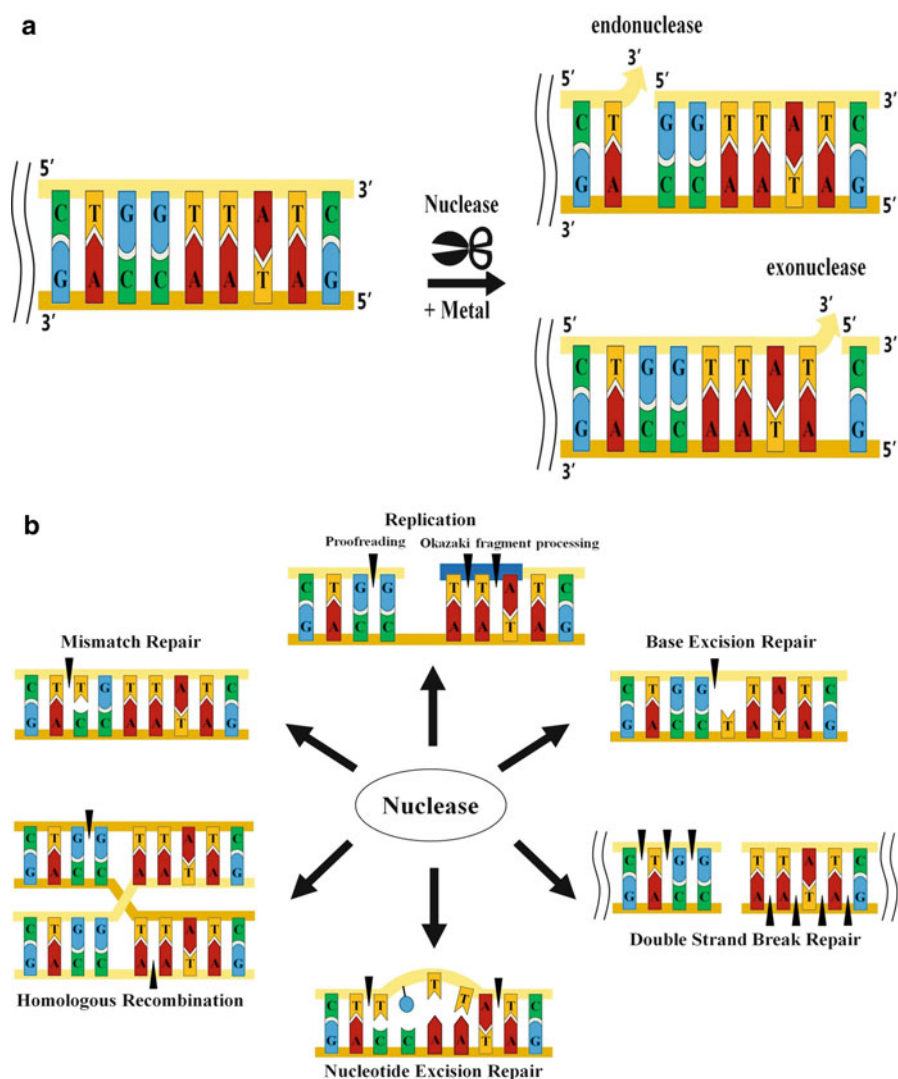 a
endonuclease
3′
5′ 5′
3′
C T G G T T A T C
G A C C A A T A G
5′
3′
5′
3′
C T G G T T A T C
G A C C A A T A G
5′
3′
Nuclease
+ Metal
exonuclease
3′
5′ 5′
3′
C T G G T T A T C
G A C C A A T A G
5′
3′
b
Replication
Proofreading Okazaki fragment processing
C T G G T T A T C
G A C C A A T A G
Mismatch Repair
C T T G T T A T C
G A C C A A T A G
Base Excision Repair
C T G G T A T C
G A C C T A T A G
Nuclease
C T G G T T A T C
G A C C A A T A G
C T G G T T A T C
G A C C A A T A G
Homologous Recombination
C T G G T T A T C
G A C C A A T A G
Double Strand Break Repair
C T T T T A T C
G A C C A A T A G
Nucleotide Excision Repair